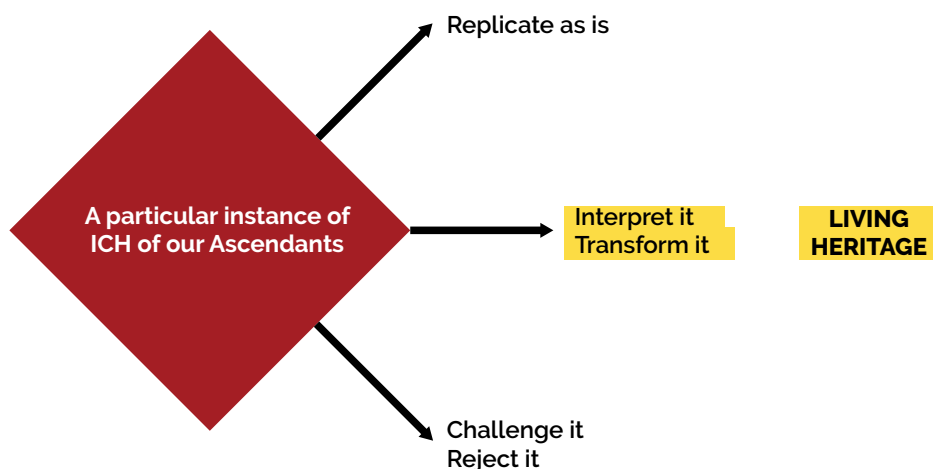 Replicate as is
A particular instance of
ICH of our Ascendants
Interpret it
Transform it
LIVING
HERITAGE
Challenge it
Reject it